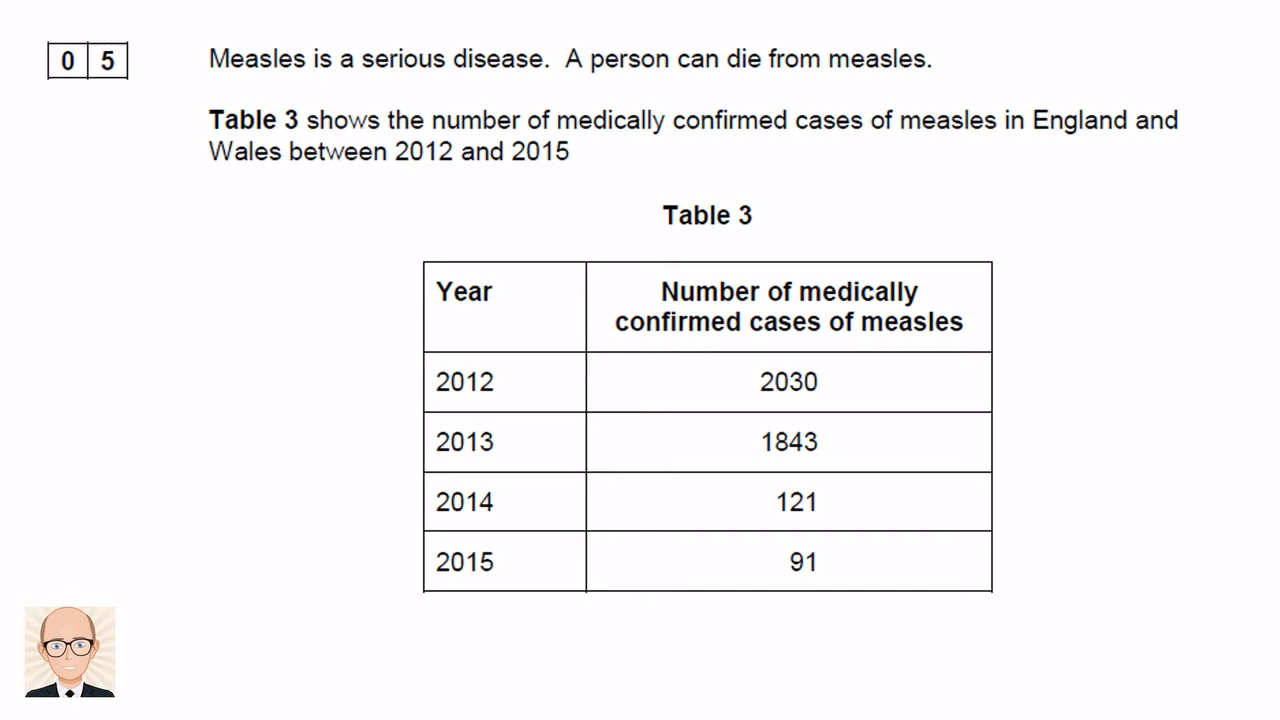 0 5 Measles is a serious disease. A person can die from measles.
Table 3 shows the number of medically confirmed cases of measles in England and
Wales between 2012 and 2015
Table 3
Year Number of medically
confirmed cases of measles
2012 2030
2013 1843
2014 121
2015 91